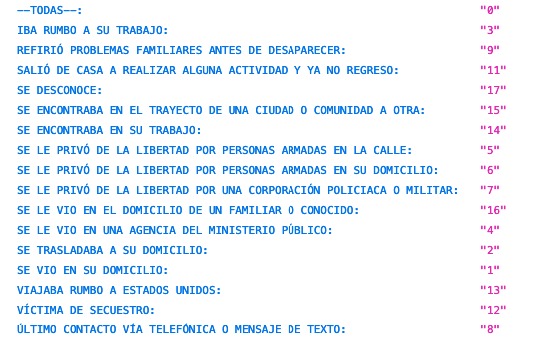 ––TODAS––: "0"
IBA RUMBO A SU TRABAJO: "3"
REFIRIÓ PROBLEMAS FAMILIARES ANTES DE DESAPARECER: "9"
SALIÓ DE CASA A REALIZAR ALGUNA ACTIVIDAD Y YA NO REGRESO: "11"
SE DESCONOCE: "17"
SE ENCONTRABA EN EL TRAYECTO DE UNA CIUDAD O COMUNIDAD A OTRA: "15"
SE ENCONTRABA EN SU TRABAJO: "14"
SE LE PRIVÓ DE LA LIBERTAD POR PERSONAS ARMADAS EN LA CALLE: "5"
SE LE PRIVÓ DE LA LIBERTAD POR PERSONAS ARMADAS EN SU DOMICILIO: "6"
SE LE PRIVÓ DE LA LIBERTAD POR UNA CORPORACIÓN POLICIACA O MILITAR: "7"
SE LE VIO EN EL DOMICILIO DE UN FAMILIAR O CONOCIDO: "16"
SE LE VIO EN UNA AGENCIA DEL MINISTERIO PÚBLICO: "4"
SE TRASLADABA A SU DOMICILIO: "2"
SE VIO EN SU DOMICILIO: "1"
VIAJABA RUMBO A ESTADOS UNIDOS: "13"
VÍCTIMA DE SECUESTRO: "12"
ÚLTIMO CONTACTO VÍA TELEFÓNICA O MENSAJE DE TEXTO: "8"